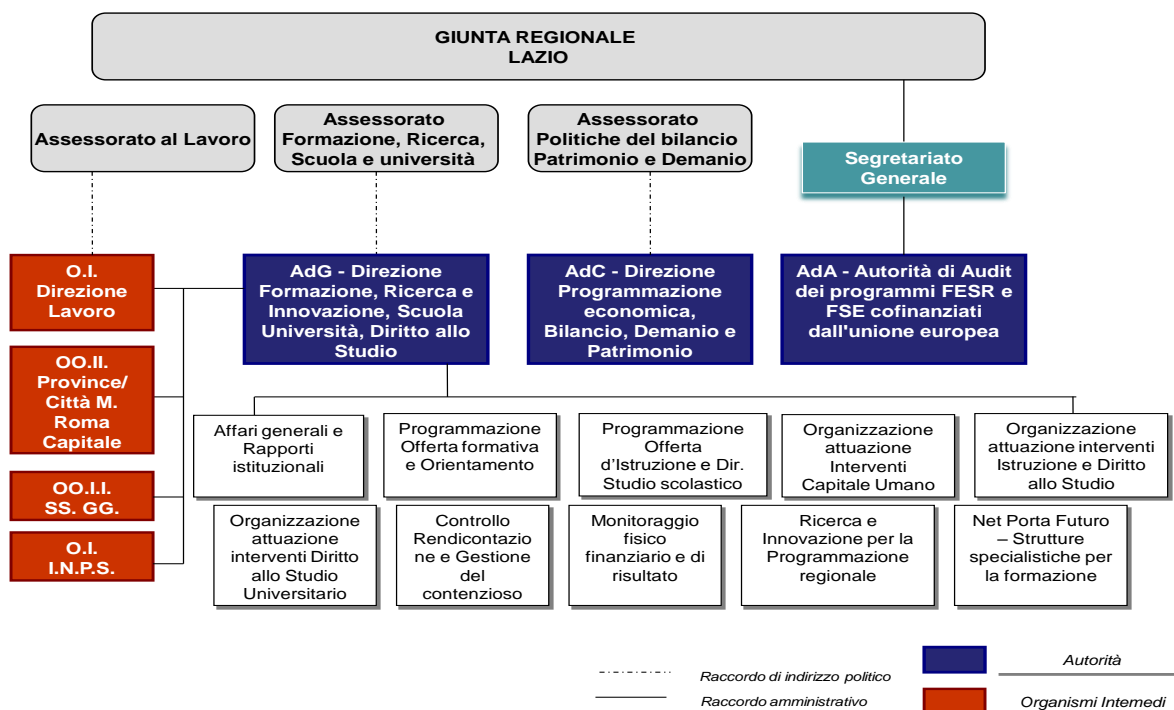 GIUNTA REGIONALE
LAZIO
Assessorato al Lavoro
Assessorato
Formazione, Ricerca,
Scuola e università
Assessorato
Politiche del bilancio
Patrimonio e Demanio
Segretariato
Generale
O.I.
Direzione
Lavoro
AdG - Direzione
Formazione, Ricerca e
Innovazione, Scuola
Università, Diritto allo
Studio
AdC - Direzione
Programmazione
economica,
Bilancio, Demanio e
Patrimonio
AdA - Autorità di Audit
dei programmi FESR e
FSE cofinanziati
dall'unione europea
OO.II.
Province/
Città M.
Roma
Capitale
OO.I.I.
SS. GG.
O.I.
I.N.P.S.
Affari generali e
Rapporti
istituzionali
Programmazione
Offerta formativa
e Orientamento
Programmazione
Offerta
d'Istruzione e Dir.
Studio scolastico
Organizzazione
attuazione
Interventi
Capitale Umano
Organizzazione
attuazione interventi
Istruzione e Diritto
allo Studio
Organizzazione
attuazione
interventi Diritto
allo Studio
Universitario
Controllo
Rendicontazio
ne e Gestione
del
contenzioso
Monitoraggio
fisico
finanziario e di
risultato
Ricerca e
Innovazione per la
Programmazione
regionale
Net Porta Futuro
– Strutture
specialistiche per
la formazione
Raccordo di indirizzo politico
Raccordo amministrativo
Autorità
Organismi Intemedi